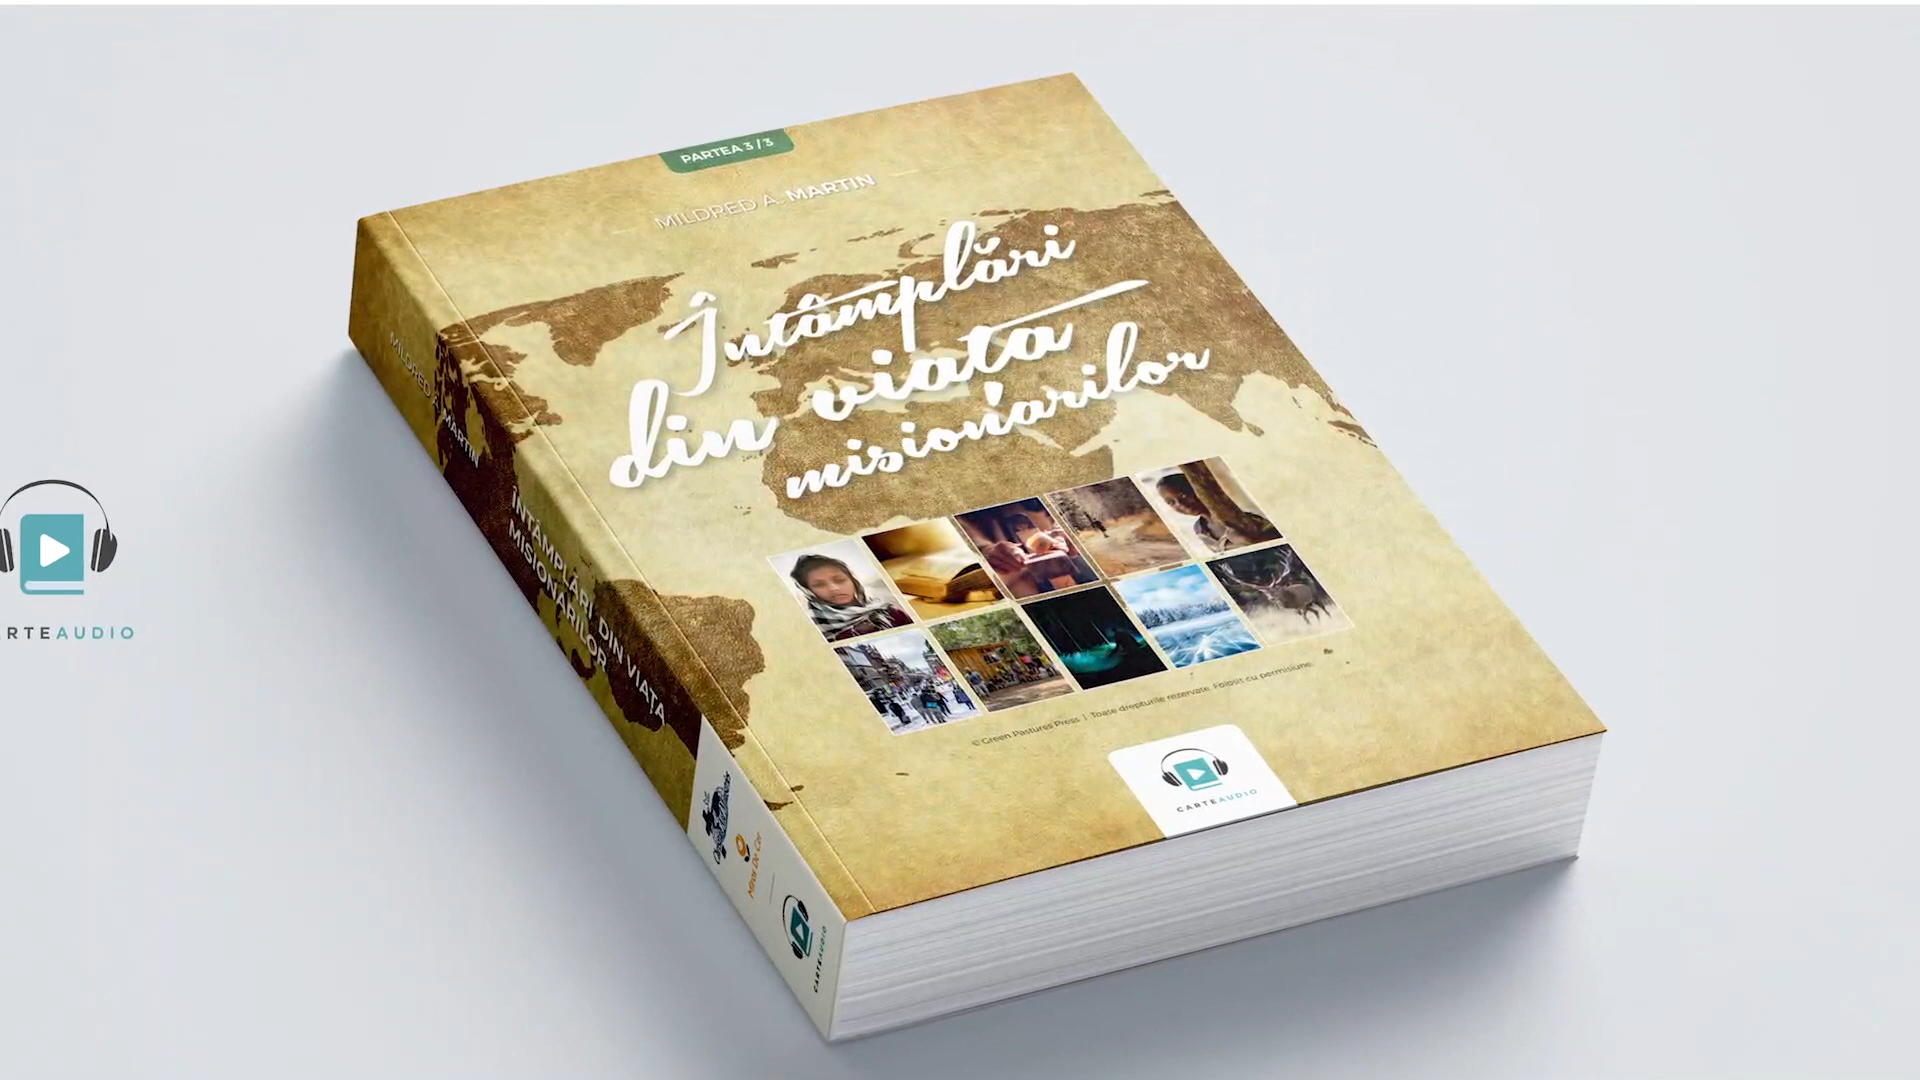 PARTEA 3 / 3
MILDRED A. MARTIN
Întâmplări
din viața
misionarilor
© Green Pastures Press | Toate drepturile rezervate. Folosit cu permisiune.
CARTEAUDIO
MILDRED A. MARTIN
ÎNTÂMPLĂRI DIN VIAȚA
MISIONARILOR
CARTEAUDIO
RTEAUDIO